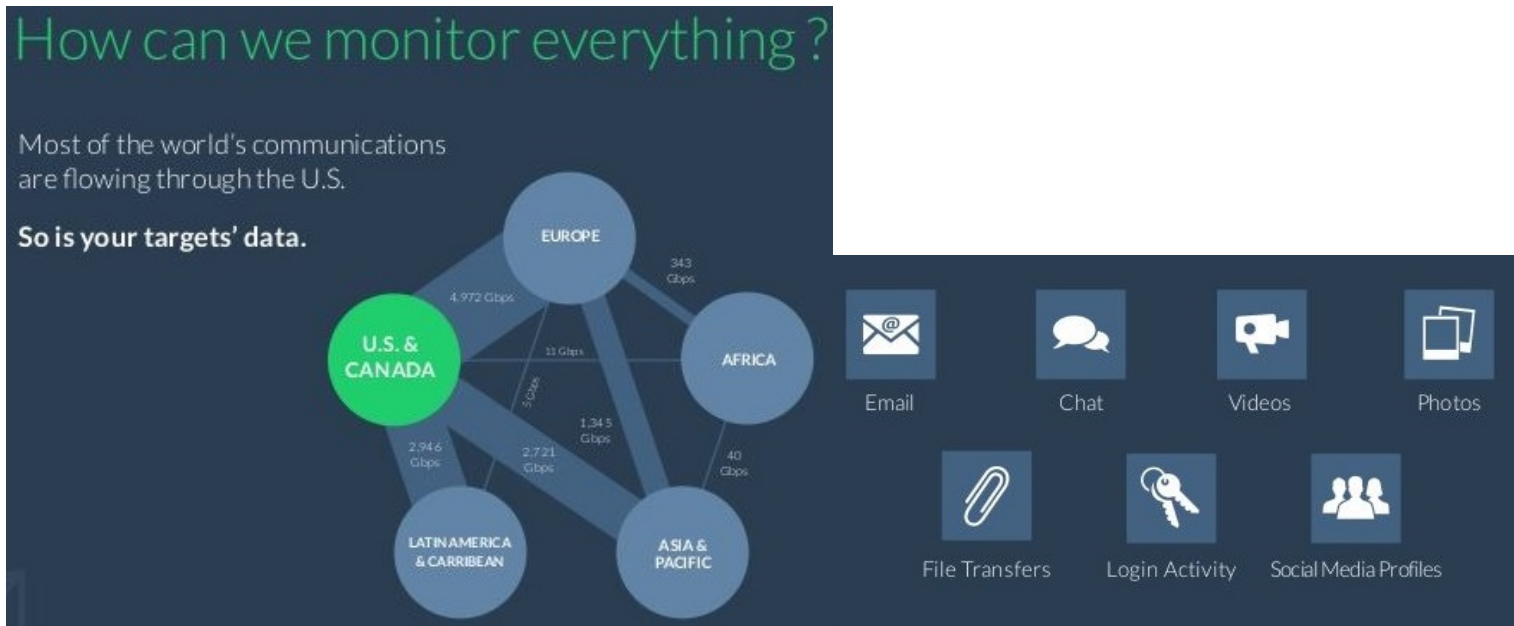 How can we monitor everything ?
Most of the world's communications
are flowing through the U.S.
So is your targets' data.
EUROPE
343
Gbps
4,972 Gbps
U.S. &
CANADA
11 Gbps
AFRICA
5 Gbps
1,345
Gbps
2,946
Gbps
2,721
Gbps
40
Gbps
LATIN AMERICA
& CARRIBEAN
ASIA &
PACIFIC
@
Email
Chat
Videos
Photos
File Transfers
Login Activity
Social Media Profiles